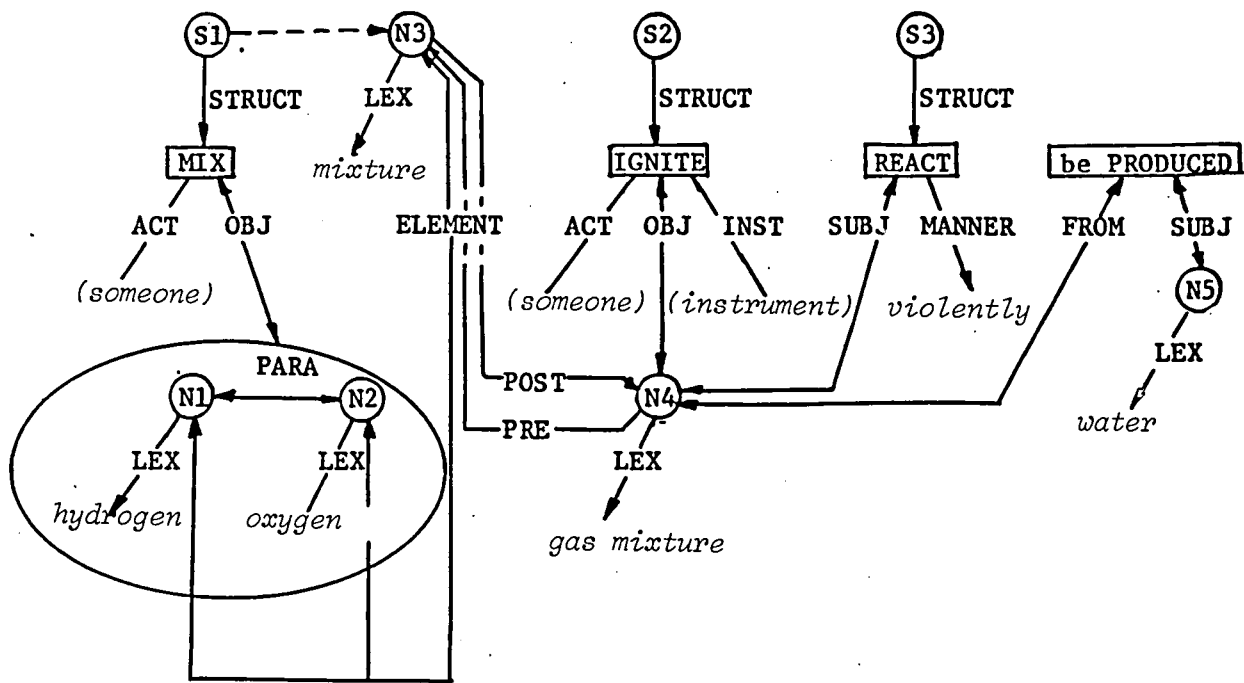 S1 N3 S2 S3
STRUCT LEX STRUCT STRUCT
MIX mixture IGNITE REACT be PRODUCED
ACT OBJ ELEMENT ACT OBJ INST SUBJ MANNER FROM SUBJ
(someone) (someone) (instrument) violently N5
PARA LEX
N1 N2 POST N4 water
PRE
LEX LEX LEX
hydrogen oxygen gas mixture